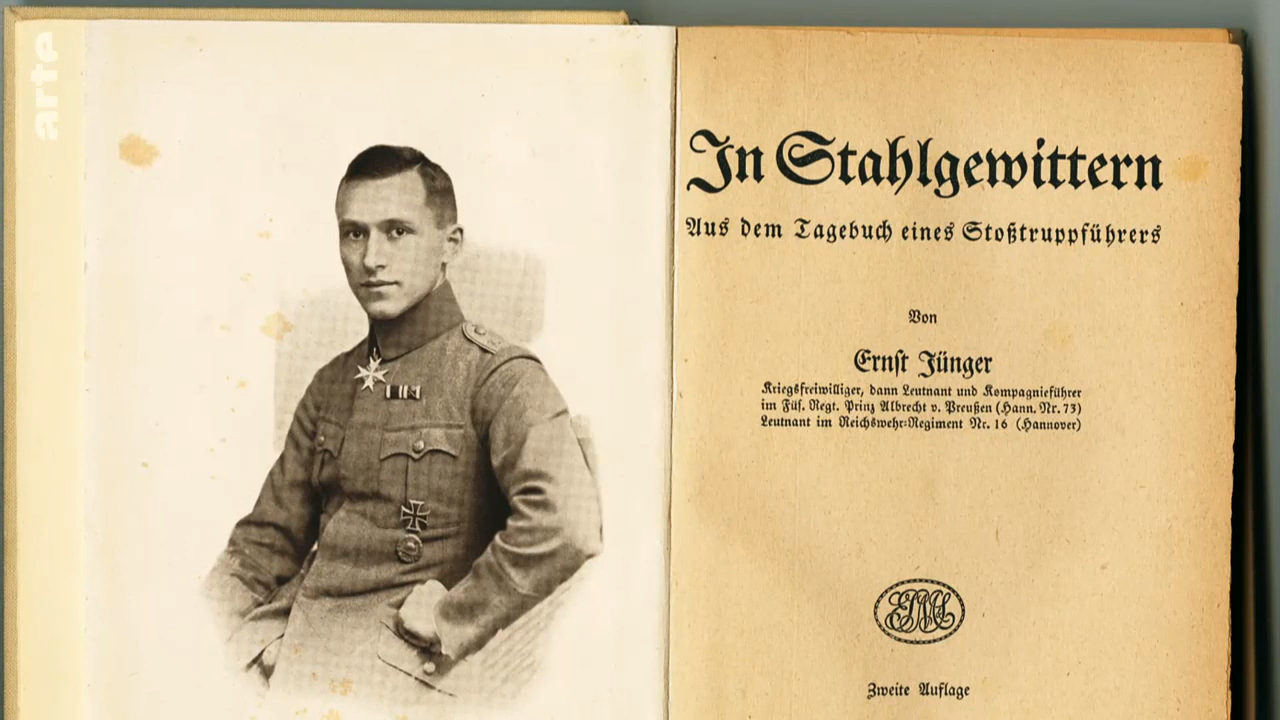 arte
In Stahlgewittern
Aus dem Tagebuch eines Stoßtruppführers
Von
Ernst Jünger
Kriegsfreiwilliger, dann Leutnant und Kompagnieführer
im Füs. Regt. Prinz Albrecht v. Preußen (Hann. Nr. 73)
Leutnant im Reichswehr-Regiment Nr. 16 (Hannover)
Zweite Auflage